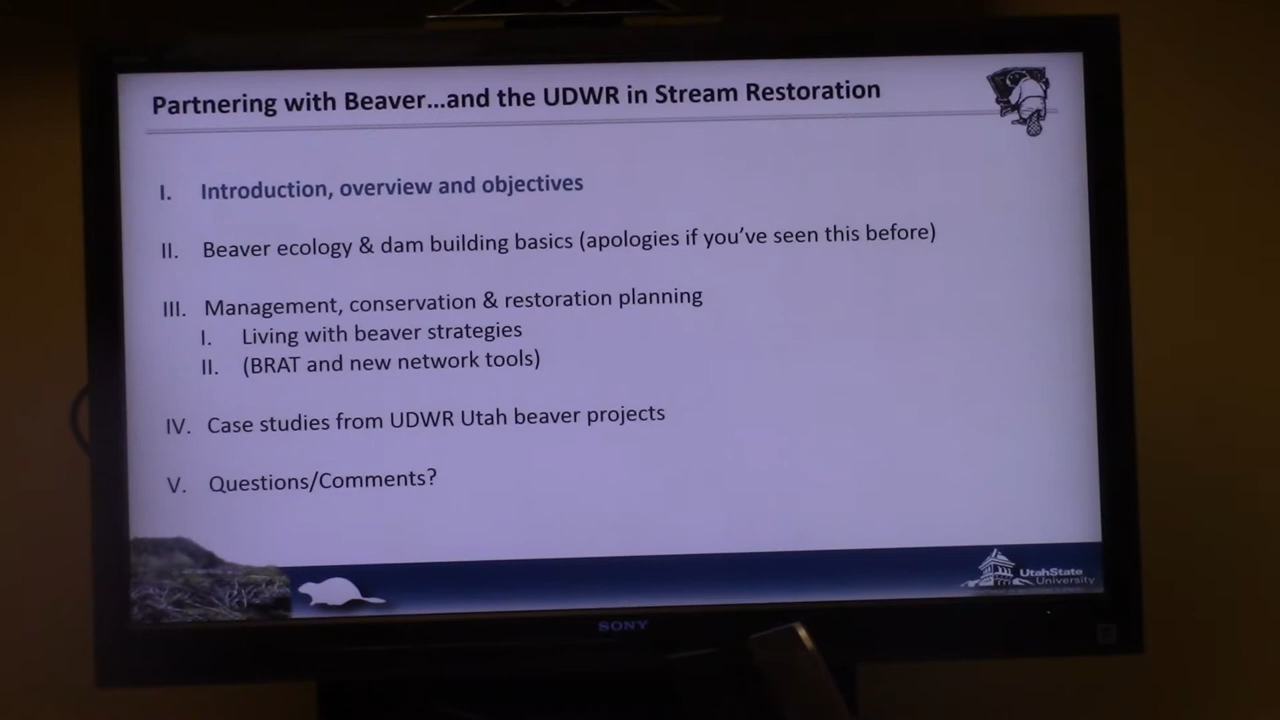 Partnering with Beaver...and the UDWR in Stream Restoration
I. Introduction, overview and objectives
II. Beaver ecology & dam building basics (apologies if you've seen this before)
III. Management, conservation & restoration planning
I. Living with beaver strategies
II. (BRAT and new network tools)
IV. Case studies from UDWR Utah beaver projects
V. Questions/Comments?
UtahState
University
SONY